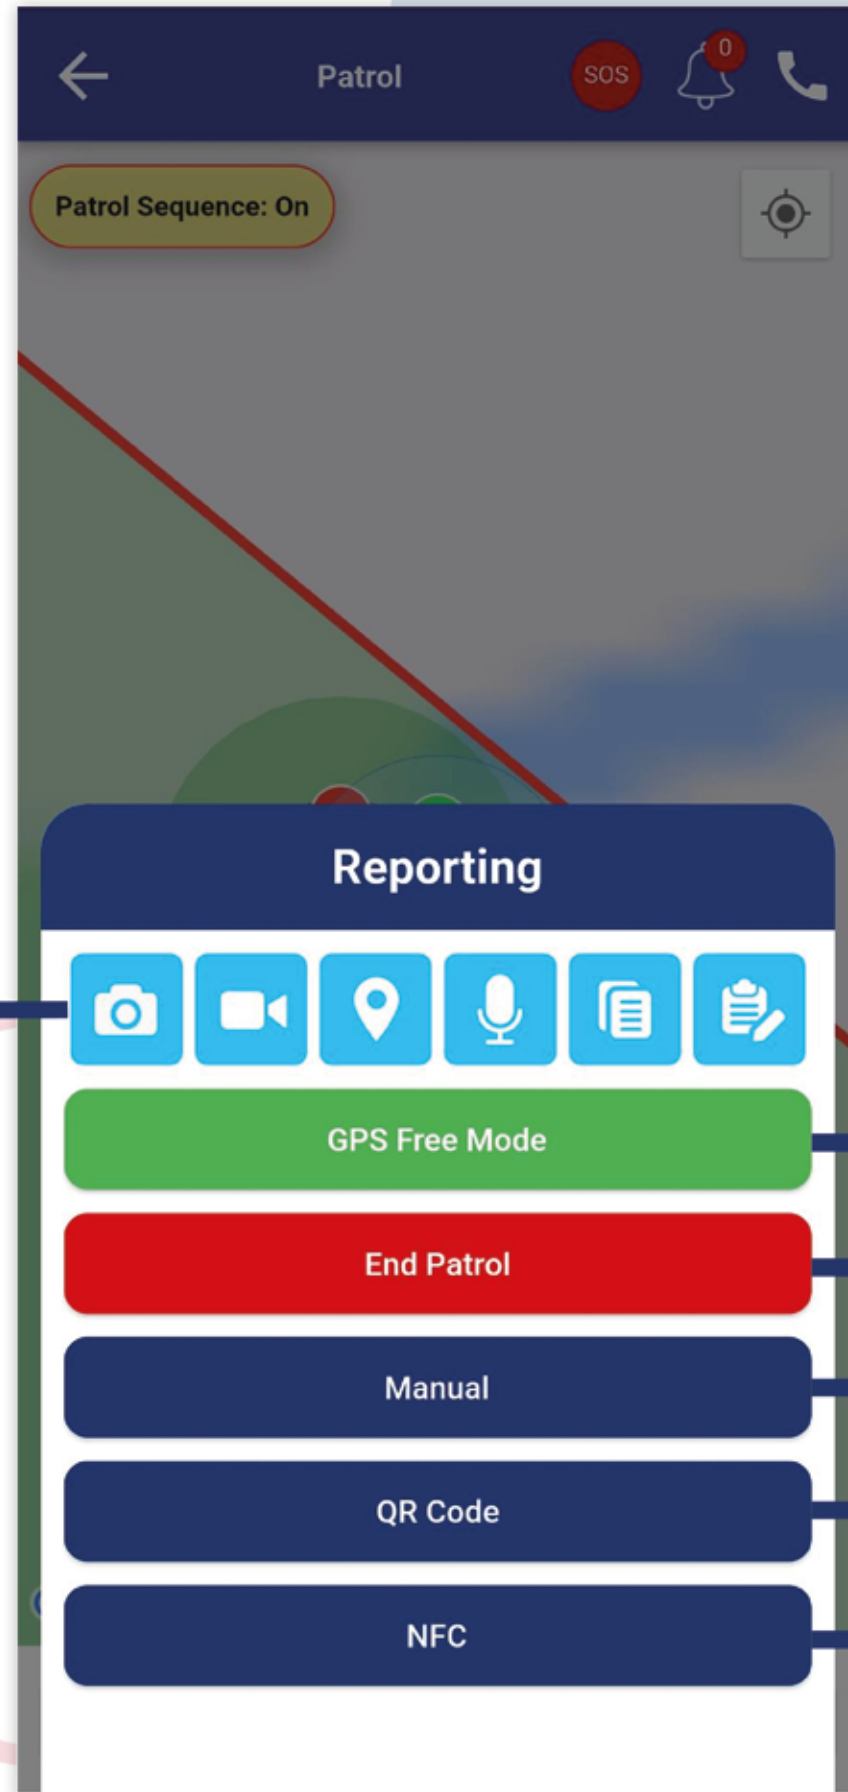 Patrol
SOS
0
Patrol Sequence: On
Reporting
GPS Free Mode
End Patrol
Manual
QR Code
NFC